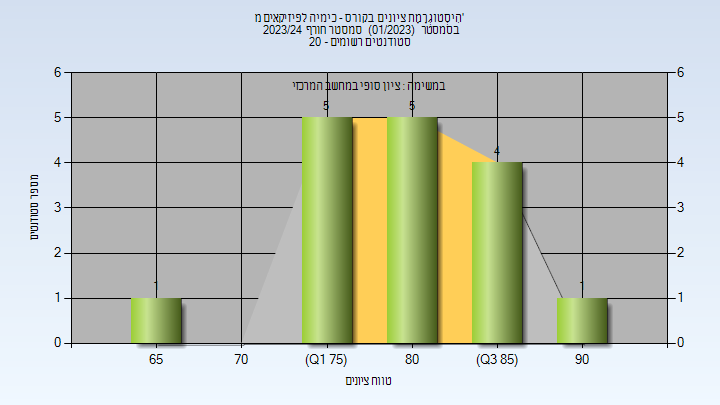 הִיסְטוֹגְרָמַת ציונים בקורס - כימיה לפיזיקאים מ'
בסמסטר (01/2023) סמסטר חורף 2023/24
סטודנטים רשומים - 20
במשימה : ציון סופי במחשב המרכזי
מספר סטודנטים
6 6
5 5 5 5
4 4 4
3 3
2 2
1 1 1 1
0 0
65 70 (Q1 75) 80 (Q3 85) 90
טווח ציונים